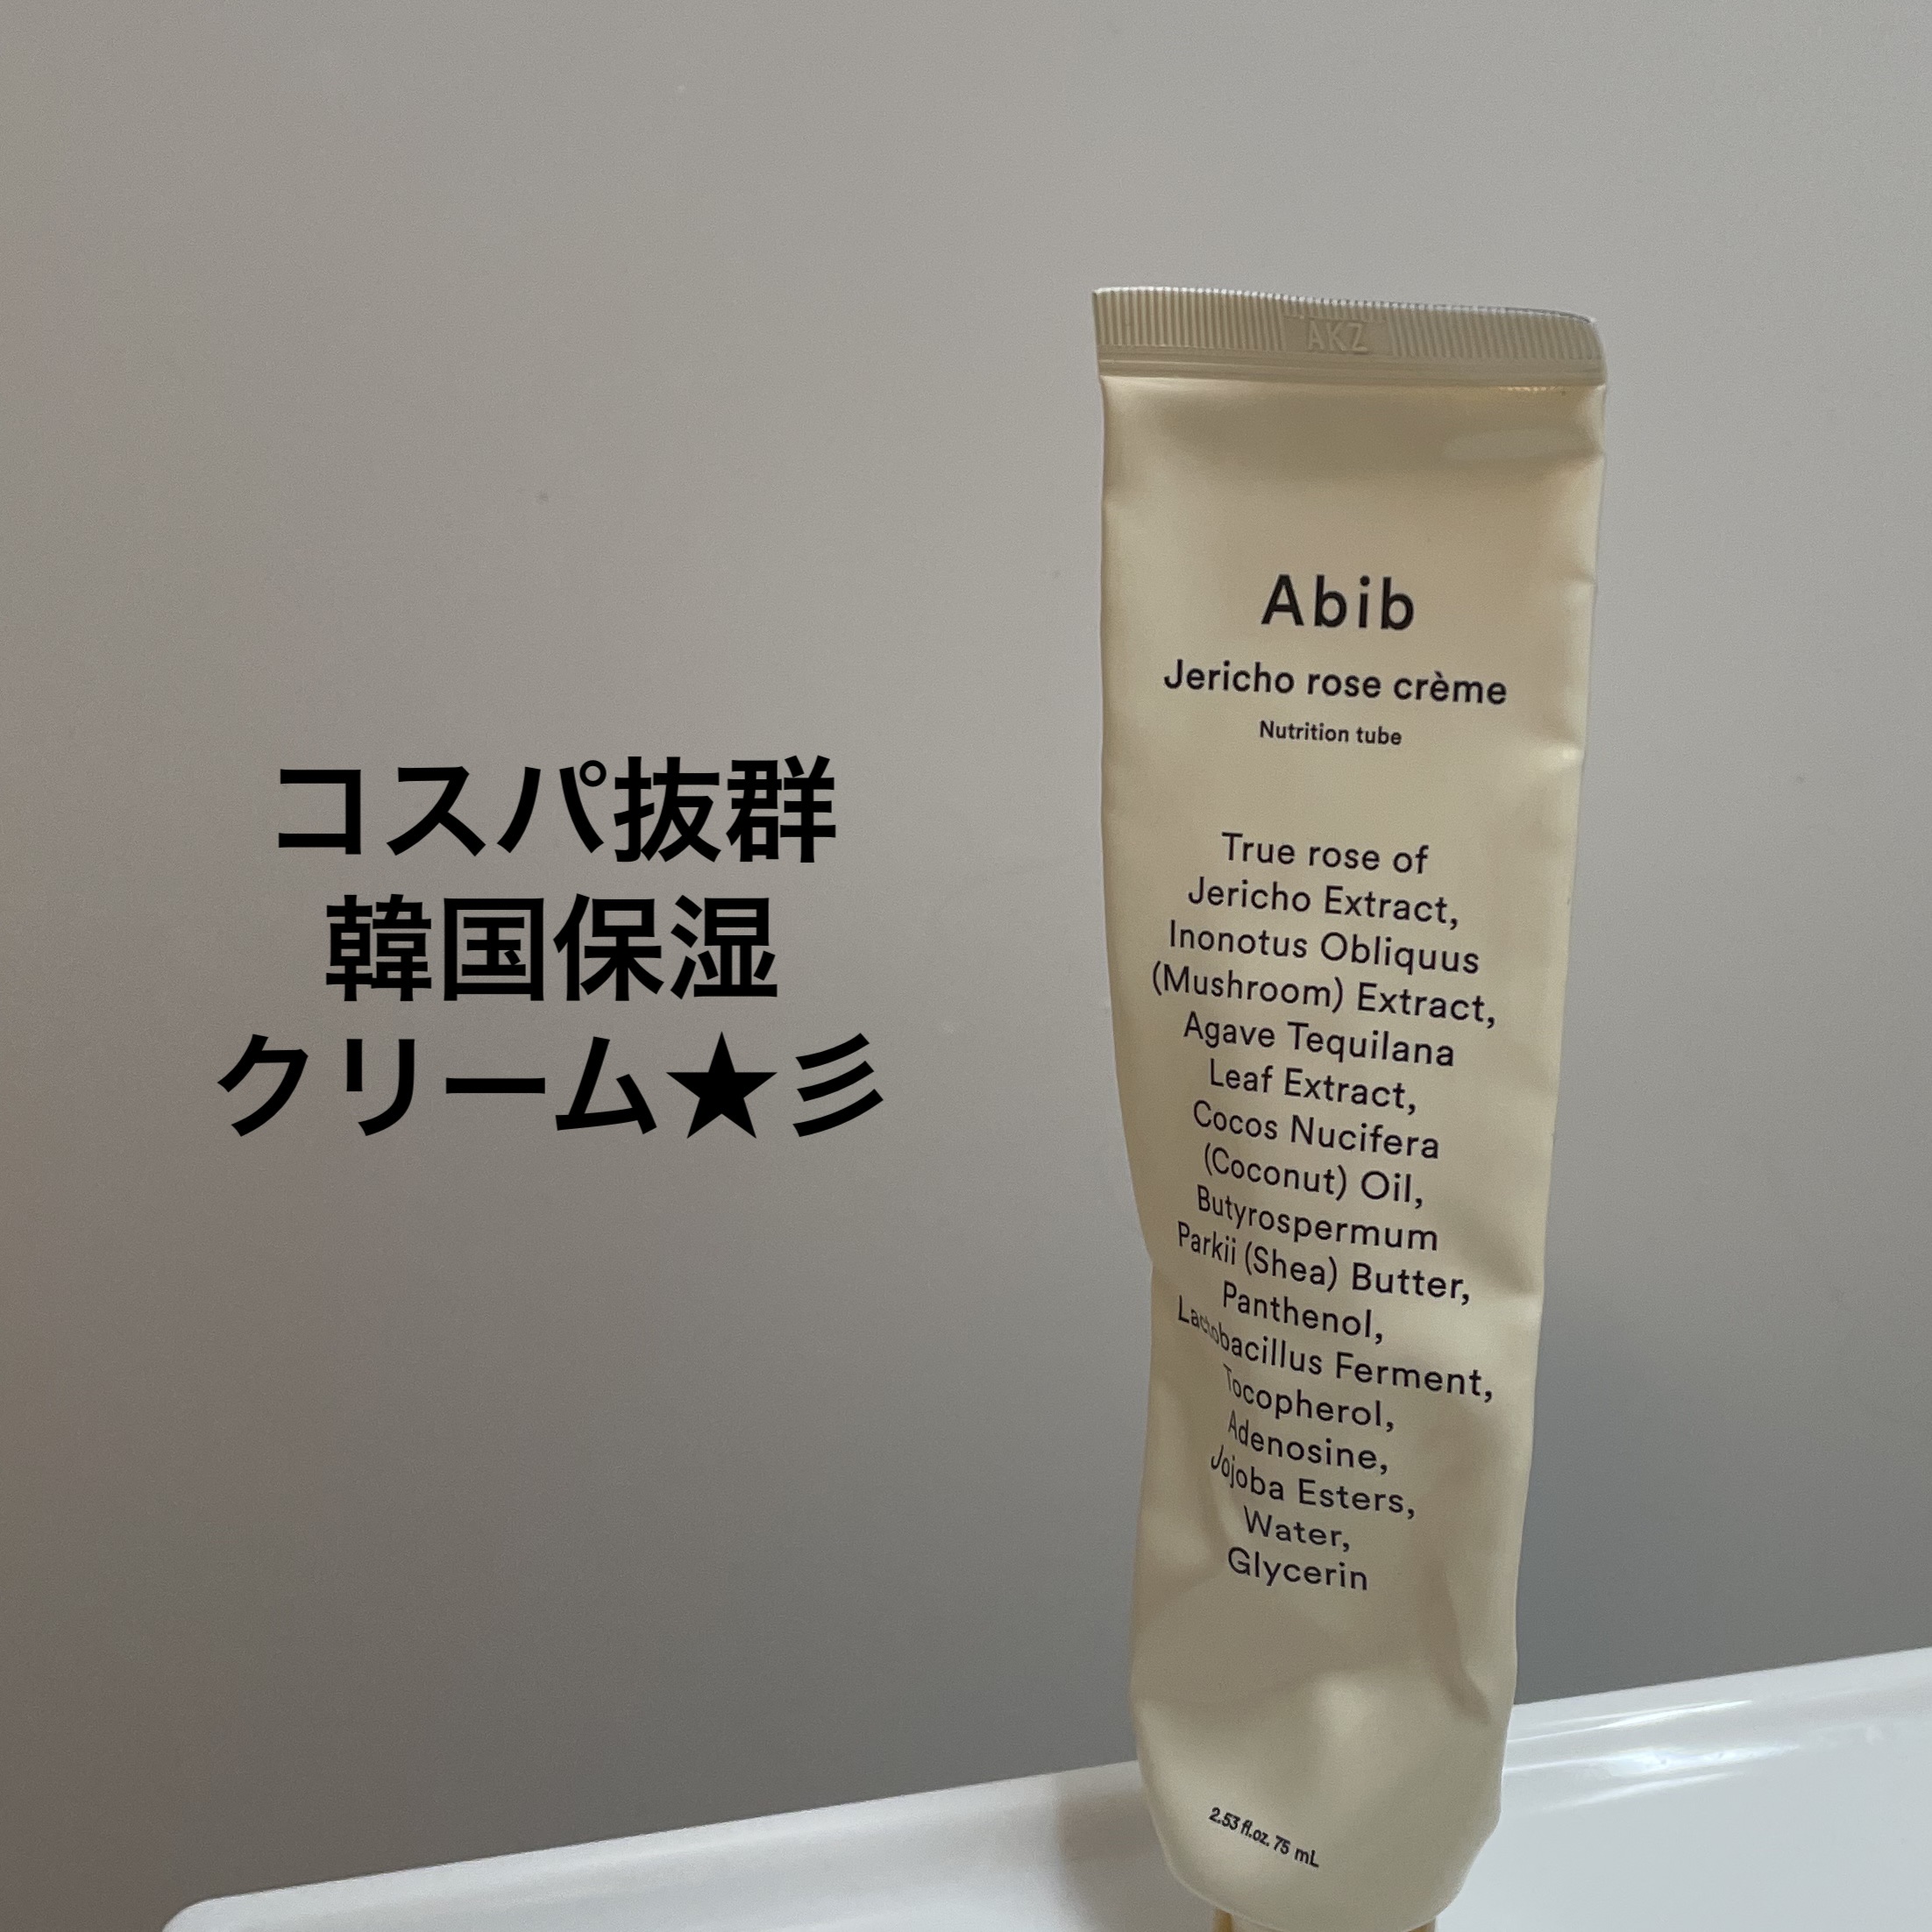 コスパ抜群
韓国保湿
クリーム★彡
AKZ
Abib
Jericho rose crème
Nutrition tube
True rose of
Jericho Extract,
Inonotus Obliquus
(Mushroom) Extract,
Agave Tequilana
Leaf Extract,
Cocos Nucifera
(Coconut) Oil,
Butyrospermum
Parkii (Shea) Butter,
Panthenol,
Lactobacillus Ferment,
Tocopherol,
Adenosine,
Jojoba Esters,
Water,
Glycerin
2.53 fl.oz. 75 mL